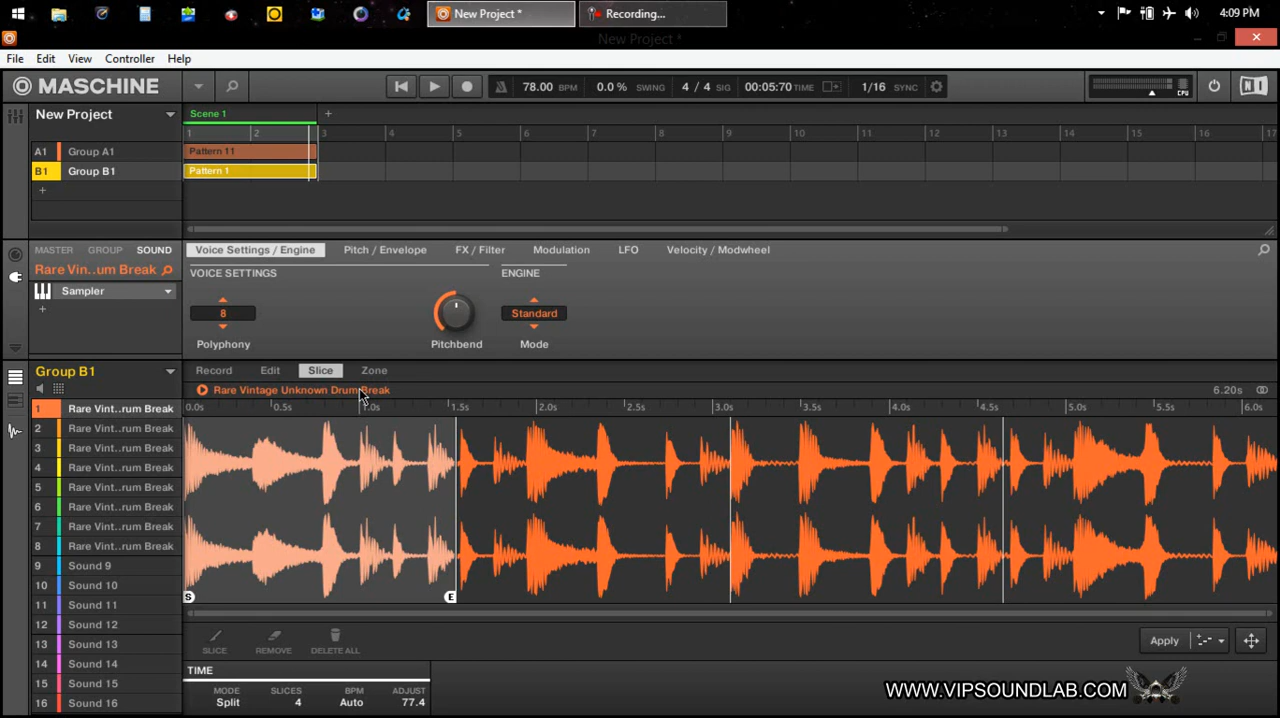 New Project *
Recording...
4:09 PM
New Project *
File Edit View Controller Help
MASCHINE
78.00 BPM 0.0 % SWING 4 / 4 SIG 00:05:70 TIME 1/16 SYNC
CPU
NI
New Project
Scene 1
+
1 2 3 4 5 6 7 8 9 10 11 12 13 14 15 16 17
A1 Group A1 Pattern 11
B1 Group B1 Pattern 1
+
MASTER GROUP SOUND
Voice Settings / Engine Pitch / Envelope FX / Filter Modulation LFO Velocity / Modwheel
Rare Vin..um Break
VOICE SETTINGS ENGINE
Sampler
+
8 Standard
Polyphony Pitchbend Mode
Group B1
Record Edit Slice Zone
Rare Vintage Unknown Drum Break 6.20s
0.0s 0.5s 1.0s 1.5s 2.0s 2.5s 3.0s 3.5s 4.0s 4.5s 5.0s 5.5s 6.0s
1 Rare Vint..rum Break
2 Rare Vint..rum Break
3 Rare Vint..rum Break
4 Rare Vint..rum Break
5 Rare Vint..rum Break
6 Rare Vint..rum Break
7 Rare Vint..rum Break
8 Rare Vint..rum Break
9 Sound 9
10 Sound 10
11 Sound 11
12 Sound 12
13 Sound 13
14 Sound 14
15 Sound 15
16 Sound 16
S E
SLICE REMOVE DELETE ALL
Apply
TIME
MODE SLICES BPM ADJUST
Split 4 Auto 77.4
WWW.VIPSOUNDLAB.COM